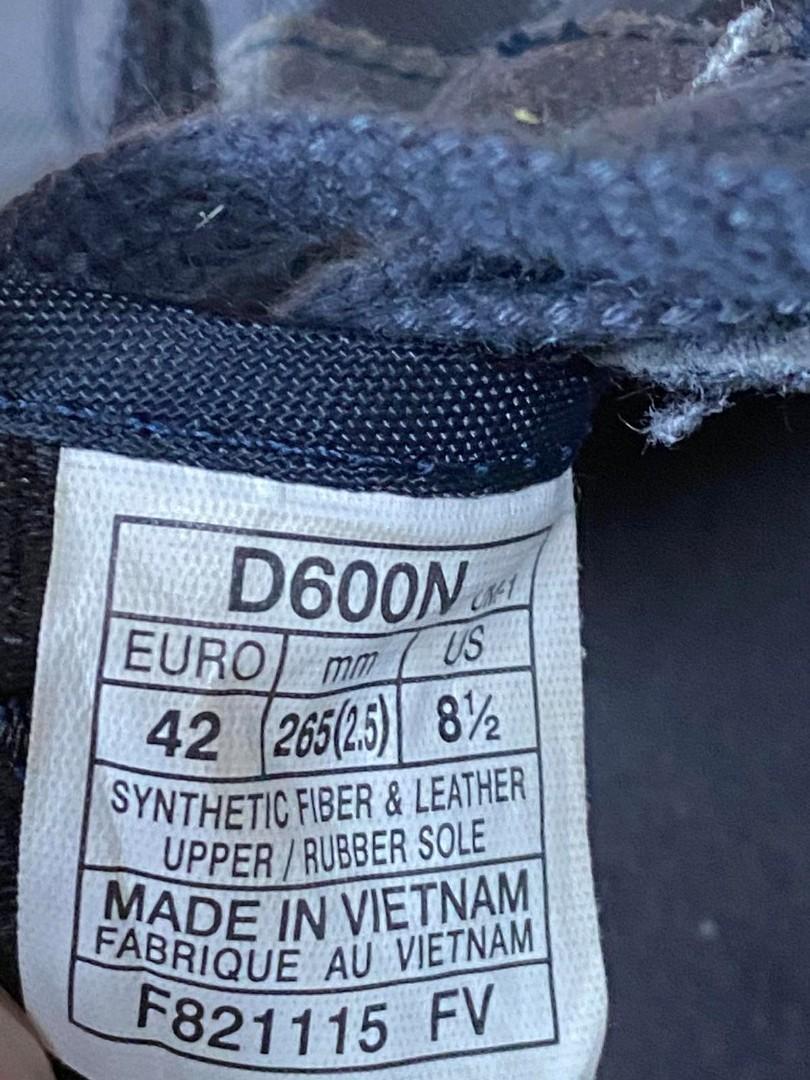 D600N
EURO mm US
42 265(2.5) 8½
SYNTHETIC FIBER & LEATHER
UPPER / RUBBER SOLE
MADE IN VIETNAM
FABRIQUE AU VIETNAM
F821115 FV